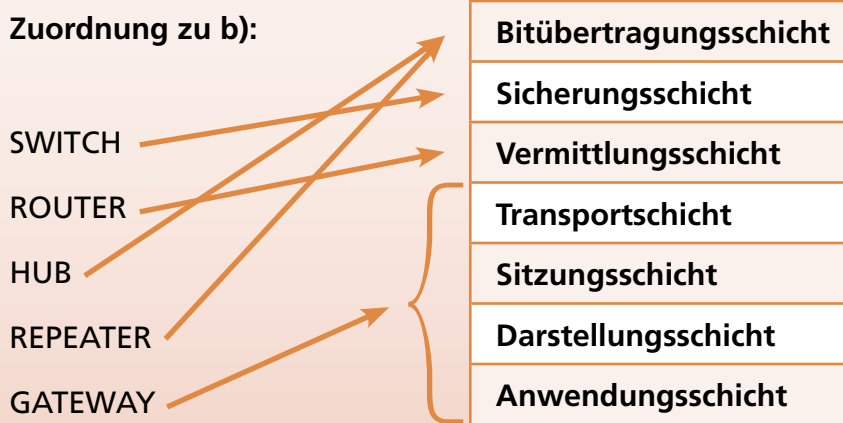 Zuordnung zu b):
SWITCH
ROUTER
HUB
REPEATER
GATEWAY
Bitübertragungsschicht
Sicherungsschicht
Vermittlungsschicht
Transportschicht
Sitzungsschicht
Darstellungsschicht
Anwendungsschicht